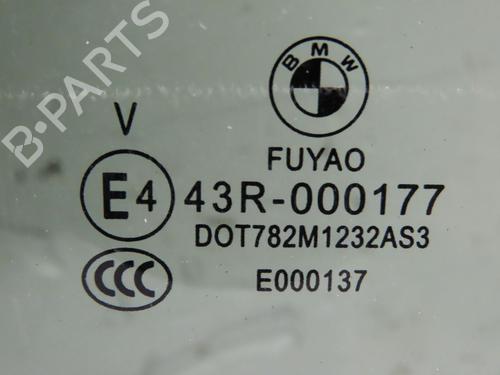 B-PARTS
BMW
V
FUYAO
E4 43R-000177
DOT782M1232AS3
CCC
E000137